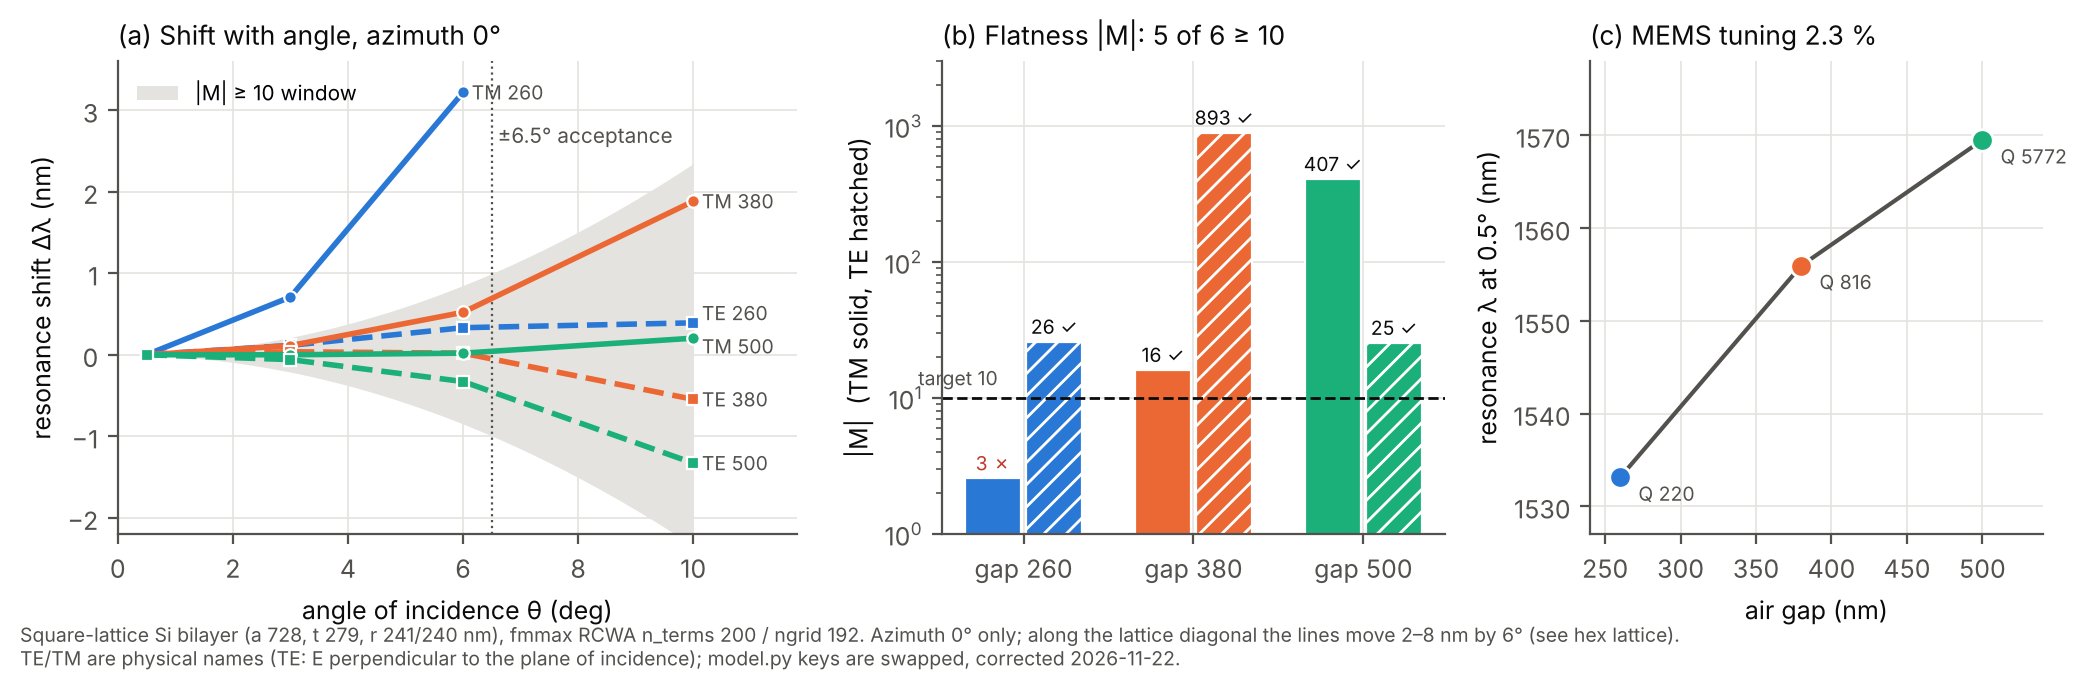 (a) Shift with angle, azimuth 0°
|M| ≥ 10 window
TM 260
±6.5° acceptance
TM 380
TE 260
TM 500
TE 380
TE 500
resonance shift Δλ (nm)
3
2
1
0
−1
−2
0 2 4 6 8 10
angle of incidence θ (deg)
(b) Flatness |M|: 5 of 6 ≥ 10
|M| (TM solid, TE hatched)
10³
10²
10¹
10⁰
target 10
3 ×
26 ✓
16 ✓
893 ✓
407 ✓
25 ✓
gap 260 gap 380 gap 500
(c) MEMS tuning 2.3 %
resonance λ at 0.5° (nm)
1570
1560
1550
1540
1530
Q 5772
Q 816
Q 220
250 300 350 400 450 500
air gap (nm)
Square-lattice Si bilayer (a 728, t 279, r 241/240 nm), fmmax RCWA n_terms 200 / ngrid 192. Azimuth 0° only; along the lattice diagonal the lines move 2–8 nm by 6° (see hex lattice).
TE/TM are physical names (TE: E perpendicular to the plane of incidence); model.py keys are swapped, corrected 2026-11-22.